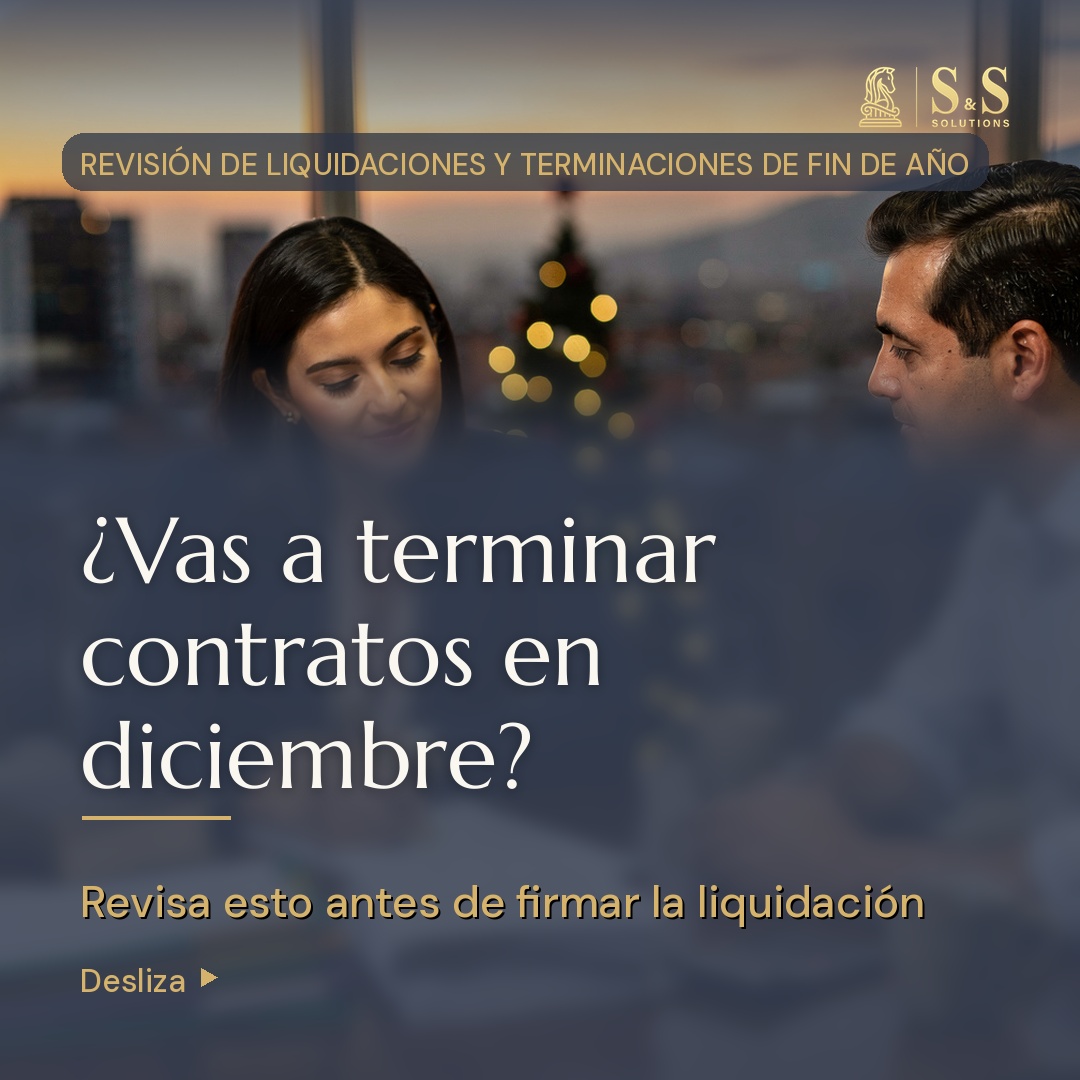 S&S
SOLUTIONS
REVISIÓN DE LIQUIDACIONES Y TERMINACIONES DE FIN DE AÑO
¿Vas a terminar
contratos en
diciembre?
Revisa esto antes de firmar la liquidación
Desliza